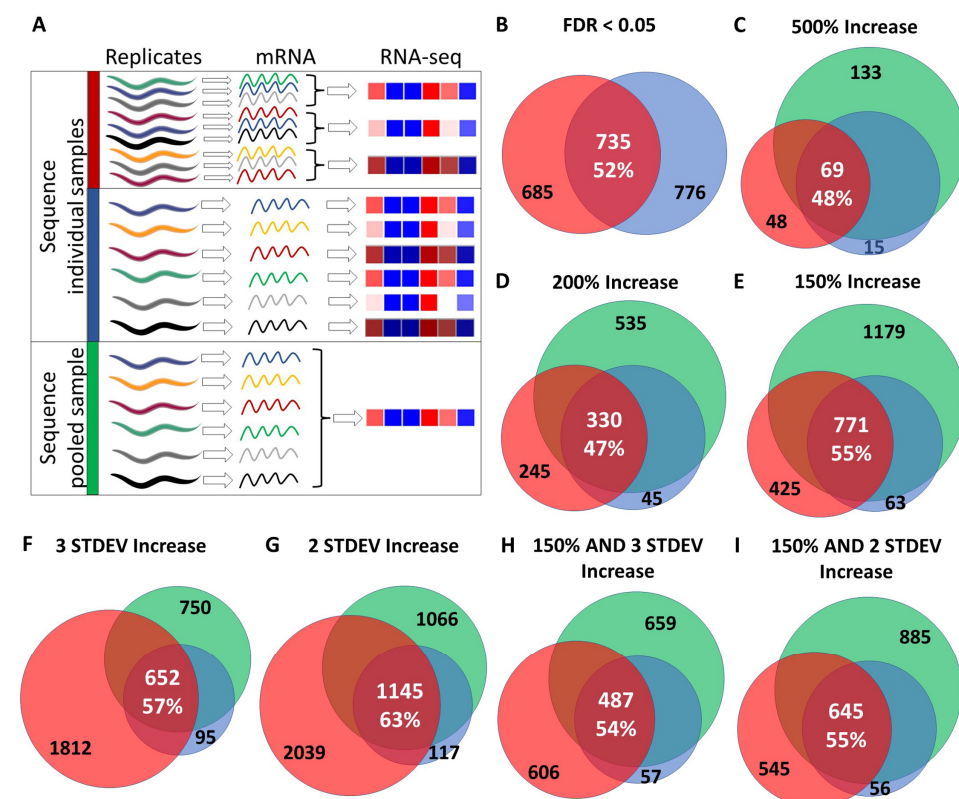 A
Replicates
mRNA
RNA-seq
Sequence
individual samples
Sequence
pooled sample
B
FDR < 0.05
735
52%
685
776
C
500% Increase
133
69
48%
48
15
D
200% Increase
535
330
47%
245
45
E
150% Increase
1179
771
55%
425
63
F
3 STDEV Increase
750
652
57%
1812
95
G
2 STDEV Increase
1066
1145
63%
2039
117
H
150% AND 3 STDEV
Increase
659
487
54%
606
57
I
150% AND 2 STDEV
Increase
885
645
55%
545
56